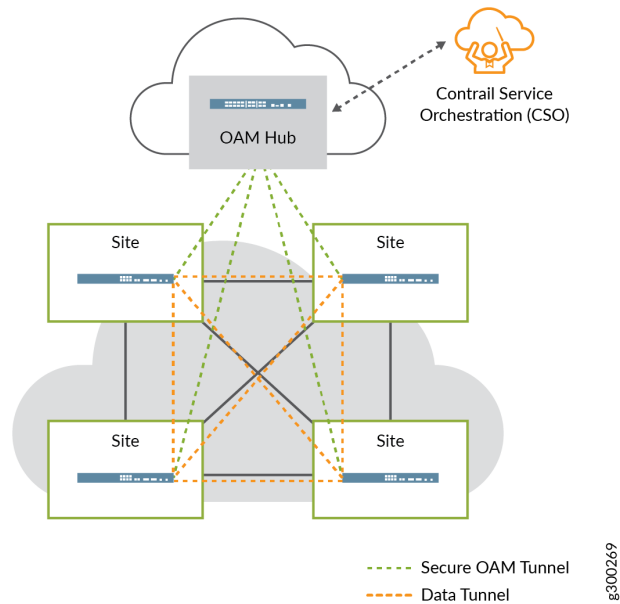 Contrail Service
Orchestration (CSO)
OAM Hub
Site
Site
Site
Site
Secure OAM Tunnel
Data Tunnel
g300269